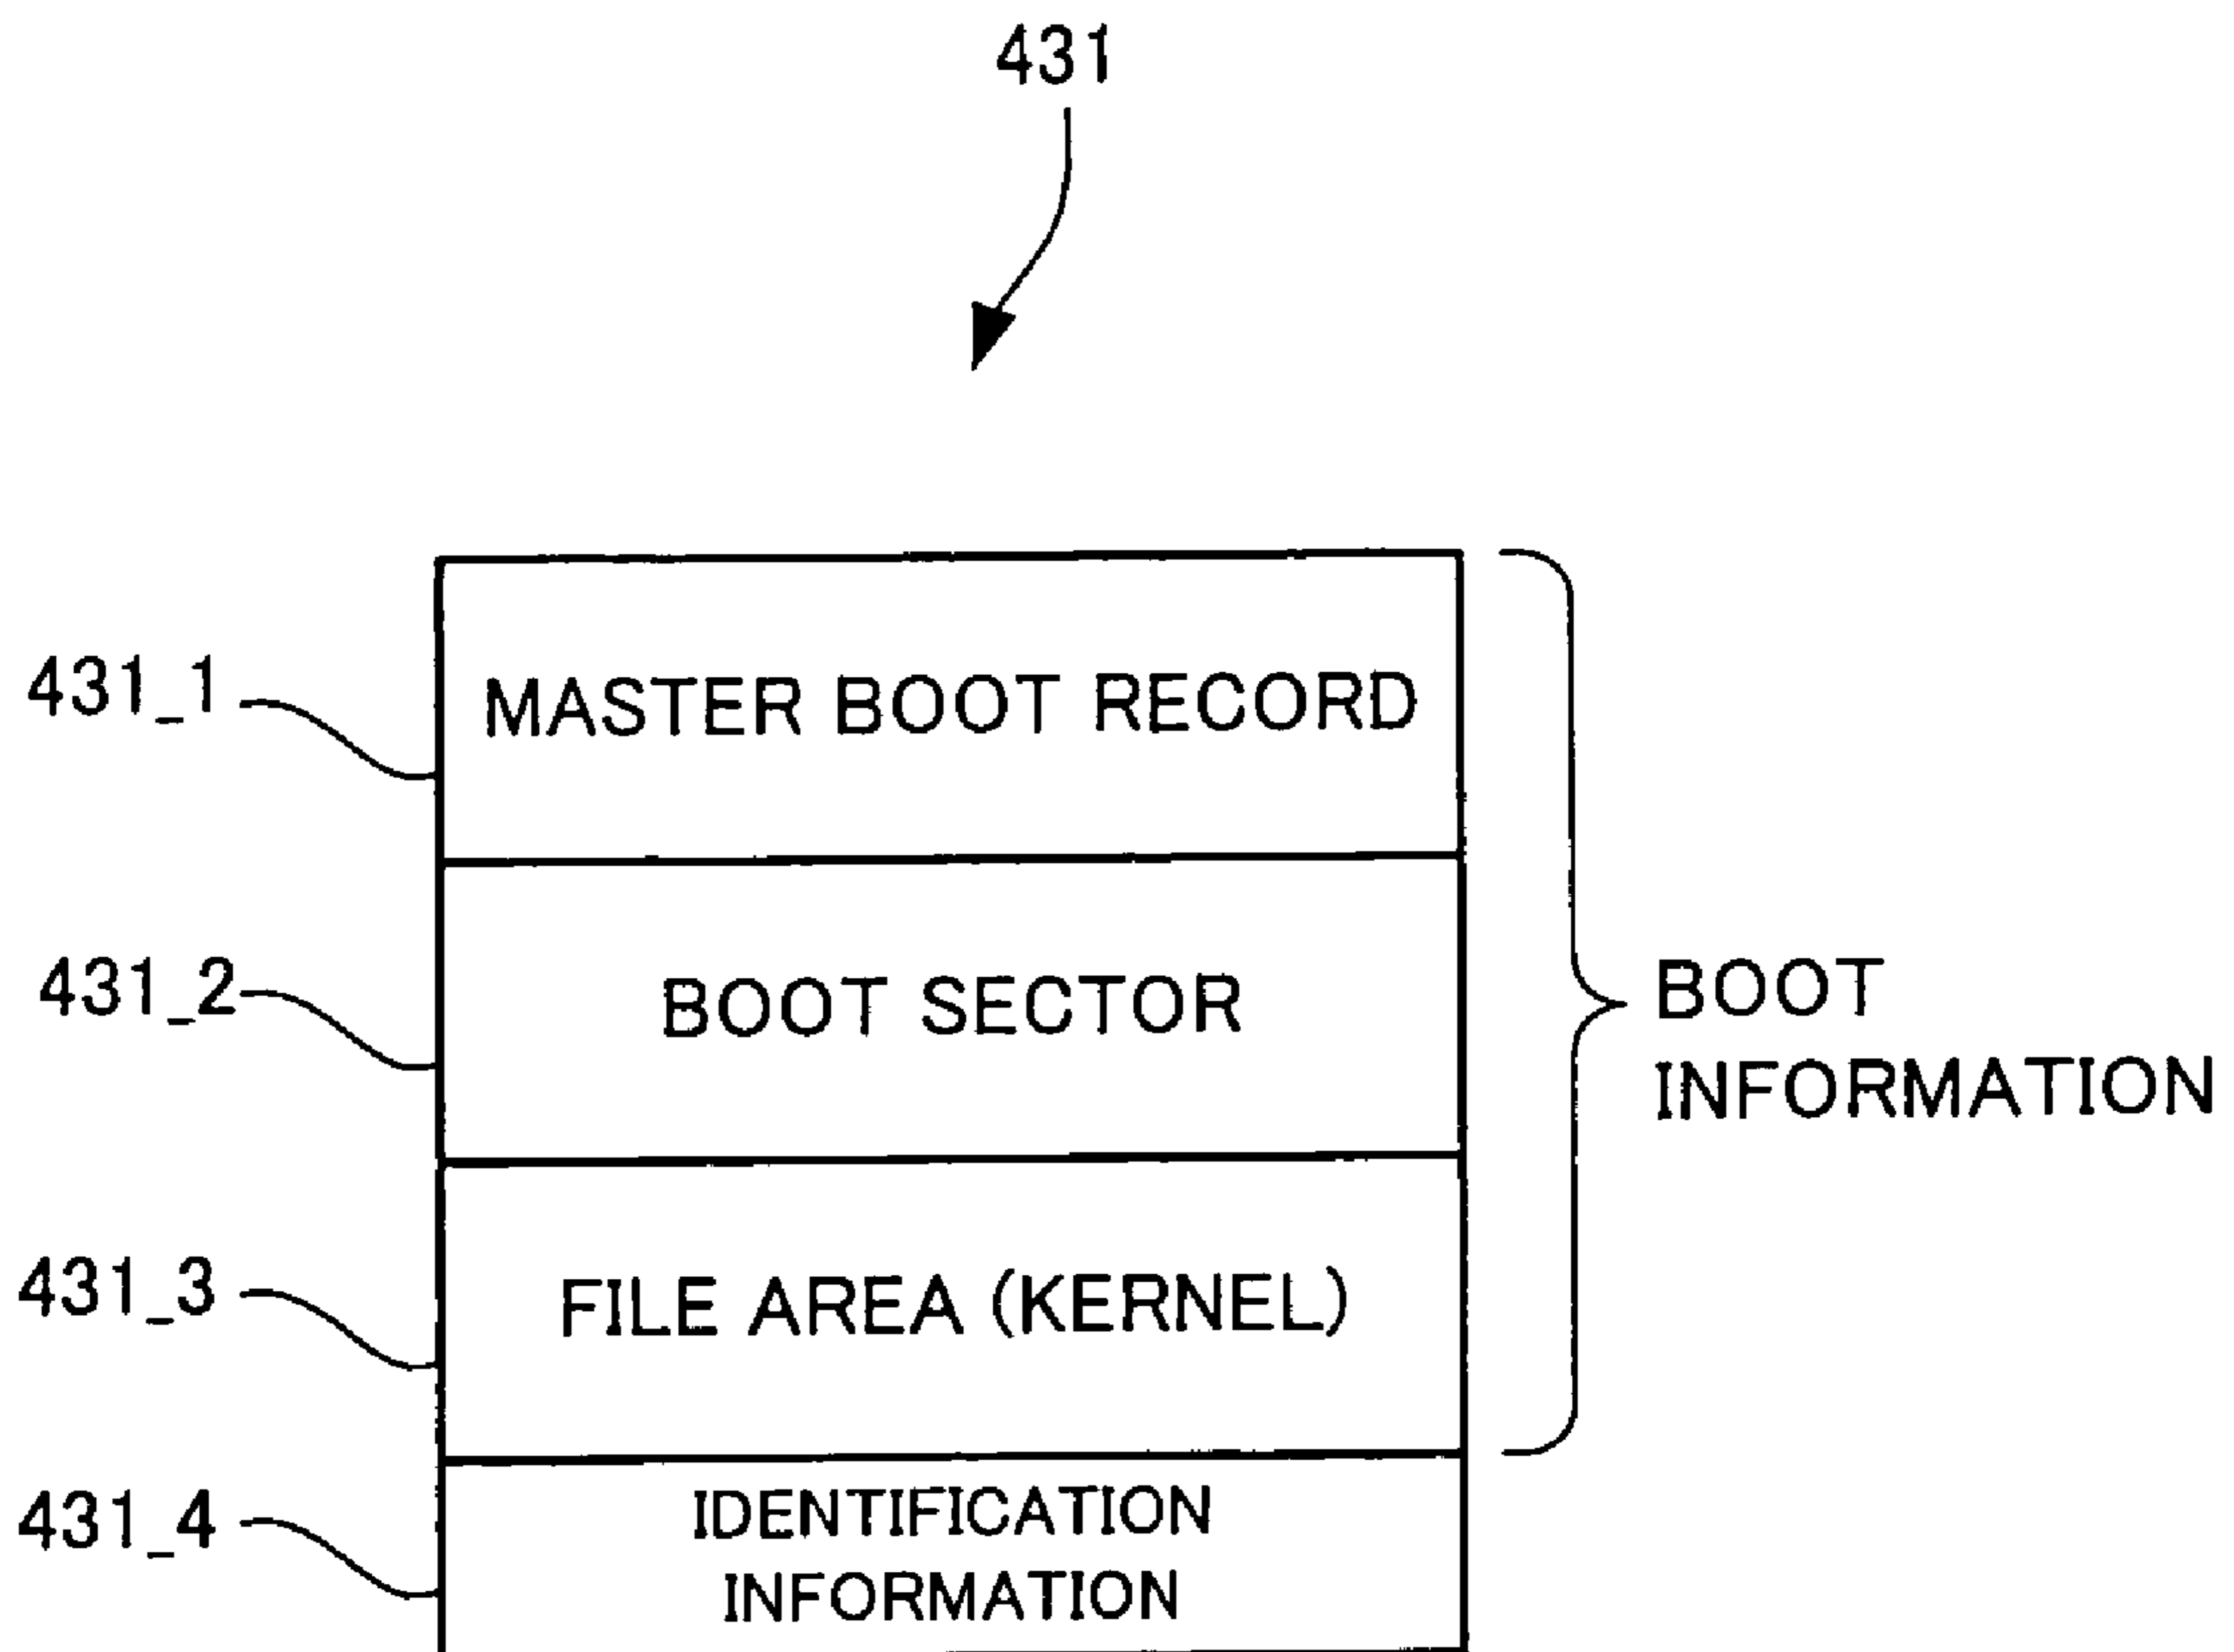 431
431_1
MASTER BOOT RECORD
431_2
BOOT SECTOR
BOOT
INFORMATION
431_3
FILE AREA (KERNEL)
431_4
IDENTIFICATION
INFORMATION